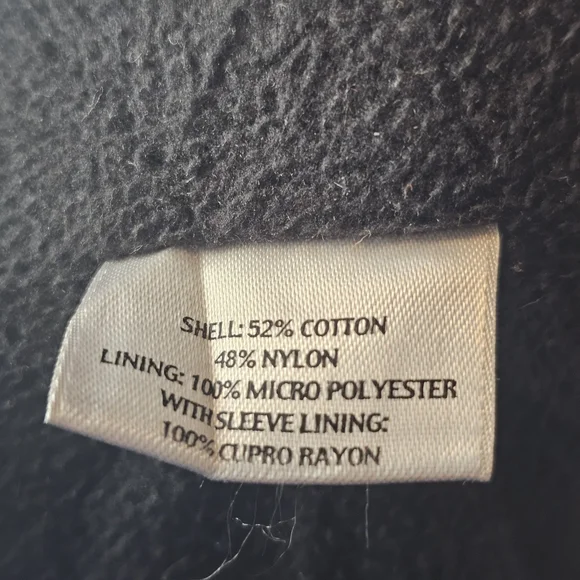 SHELL: 52% COTTON
48% NYLON
LINING: 100% MICRO POLYESTER
WITH SLEEVE LINING:
100% CUPRO RAYON